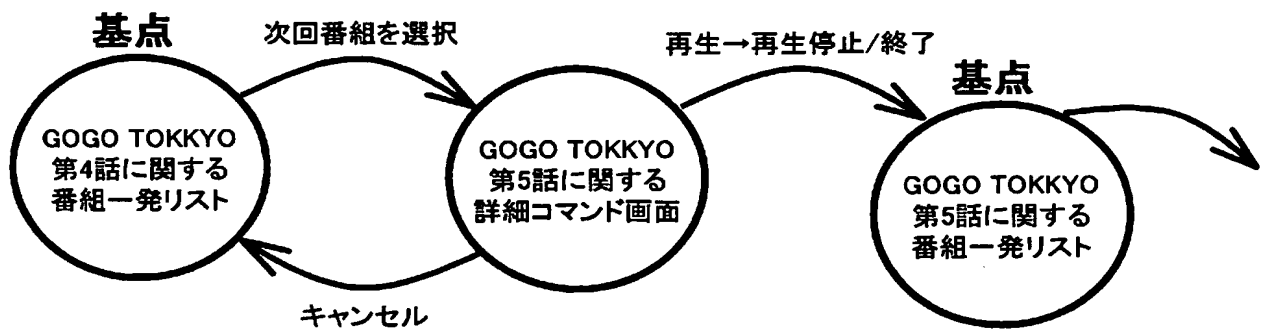 基点
次回番組を選択
再生→再生停止/終了
基点
GOGO TOKKYO
第4話に関する
番組一発リスト
GOGO TOKKYO
第5話に関する
詳細コマンド画面
GOGO TOKKYO
第5話に関する
番組一発リスト
キャンセル